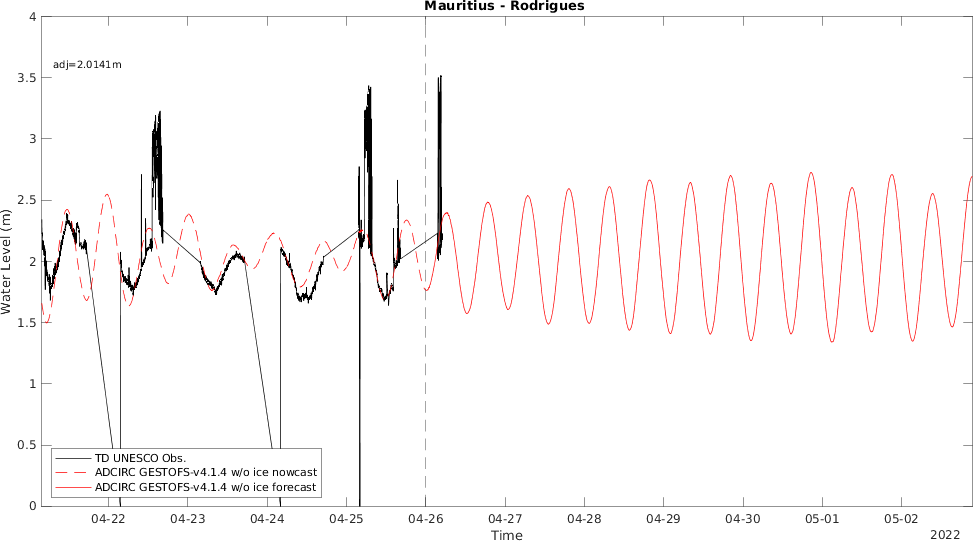 Mauritius - Rodrigues
4
adj=2.0141m
3.5
3
2.5
2
1.5
1
0.5
0
Water Level (m)
TD UNESCO Obs.
ADCIRC GESTOFS-v4.1.4 w/o ice nowcast
ADCIRC GESTOFS-v4.1.4 w/o ice forecast
04-22 04-23 04-24 04-25 04-26 04-27 04-28 04-29 04-30 05-01 05-02
Time
2022